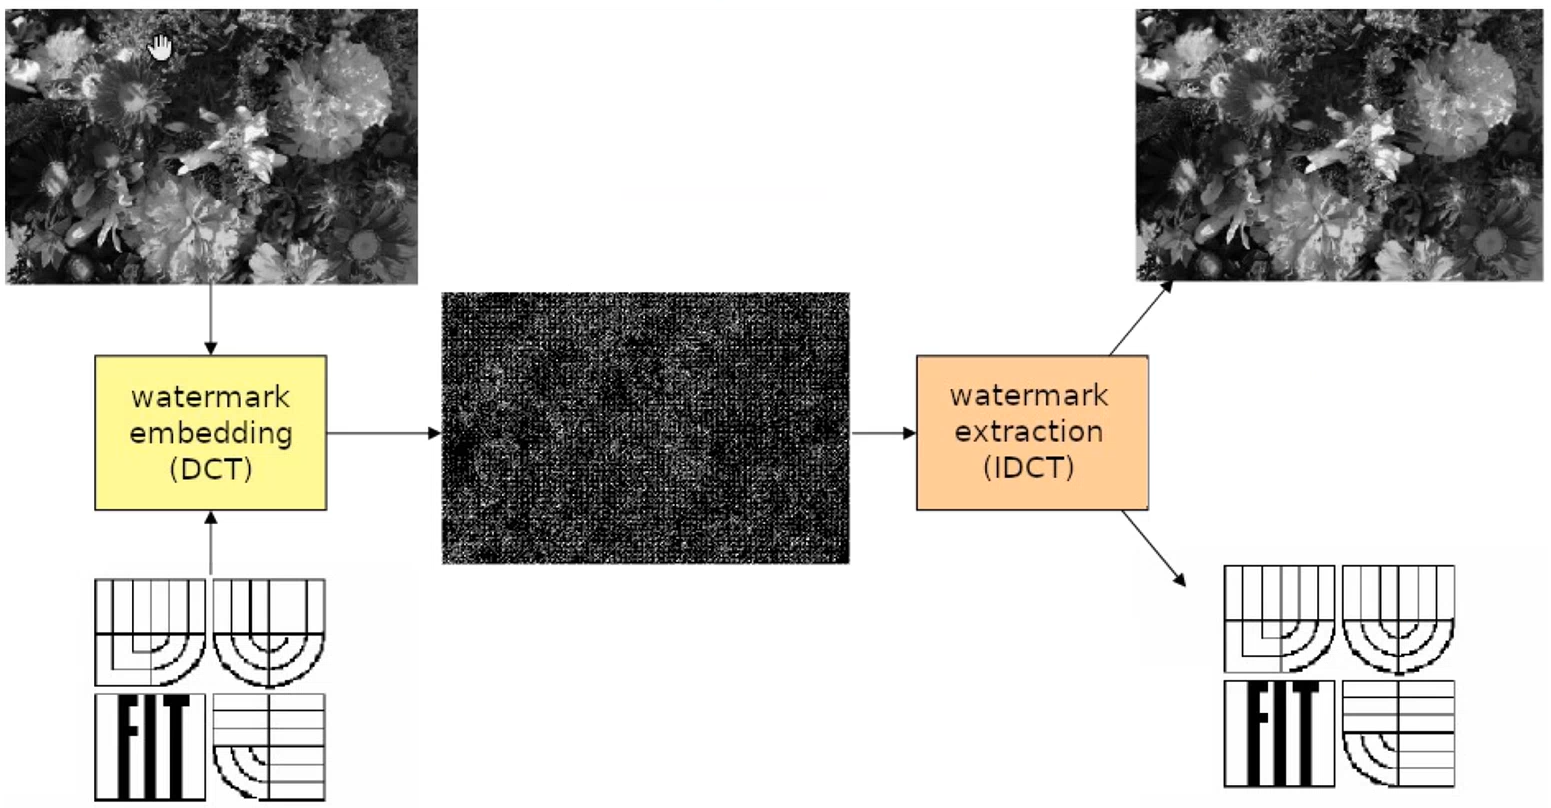 watermark
embedding
(DCT)
watermark
extraction
(IDCT)
FIT
FIT